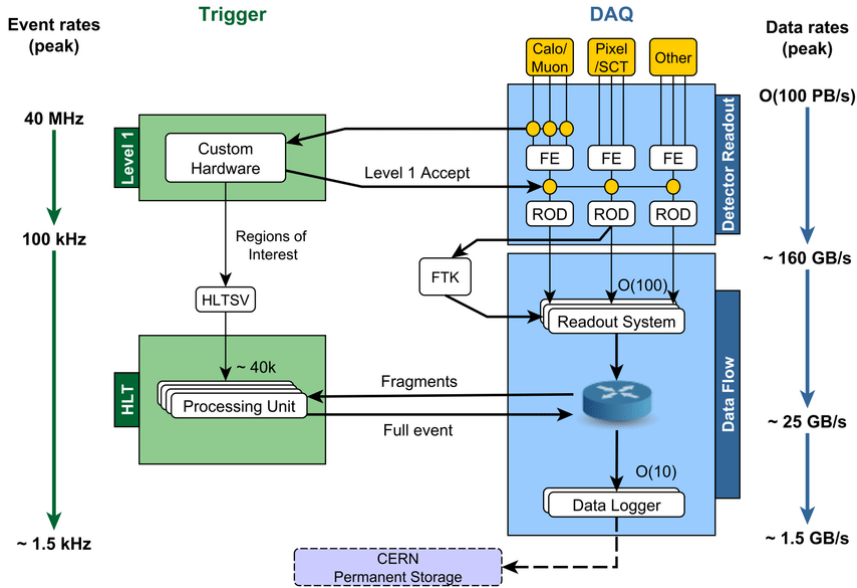 Event rates
(peak)
Trigger
DAQ
Data rates
(peak)
Calo/
Muon
Pixel
/SCT
Other
O(100 PB/s)
40 MHz
Level 1
Custom
Hardware
Level 1 Accept
FE
FE
FE
ROD
ROD
ROD
Detector Readout
100 kHz
Regions of
Interest
~ 160 GB/s
FTK
HLTSV
O(100)
Readout System
~ 40k
HLT
Processing Unit
Fragments
Full event
Data Flow
~ 25 GB/s
O(10)
Data Logger
~ 1.5 kHz
~ 1.5 GB/s
CERN
Permanent Storage